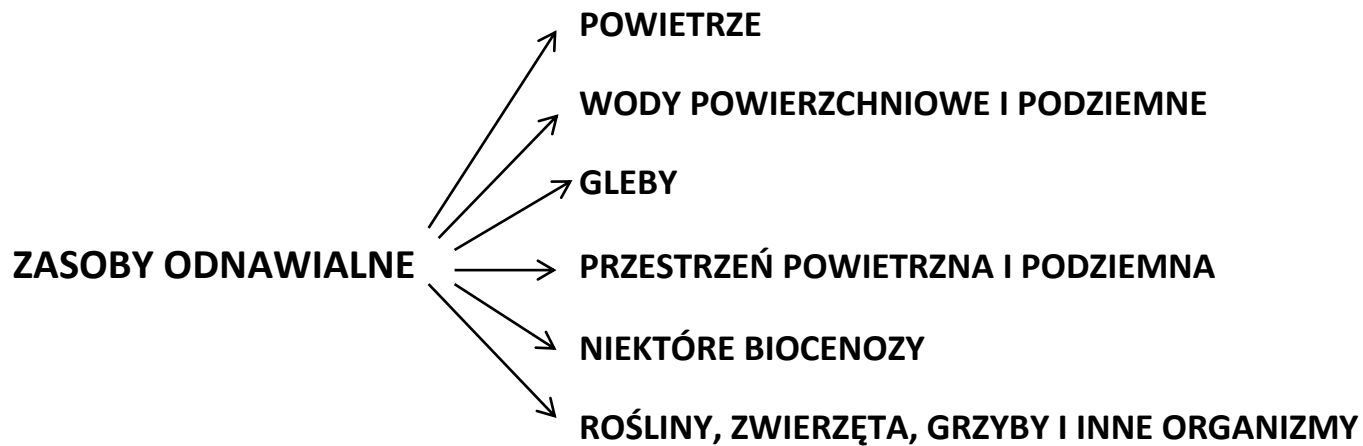 POWIETRZE
WODY POWIERZCHNIOWE I PODZIEMNE
GLEBY
ZASOBY ODNAWIALNE
PRZESTRZEŃ POWIETRZNA I PODZIEMNA
NIEKTÓRE BIOCENOZY
ROŚLINY, ZWIERZĘTA, GRZYBY I INNE ORGANIZMY